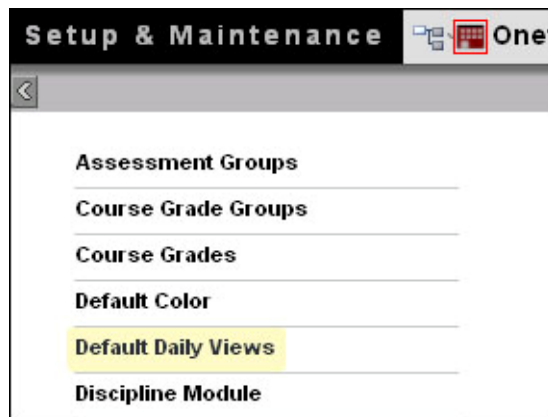 Setup & Maintenance
Assessment Groups
Course Grade Groups
Course Grades
Default Color
Default Daily Views
Discipline Module